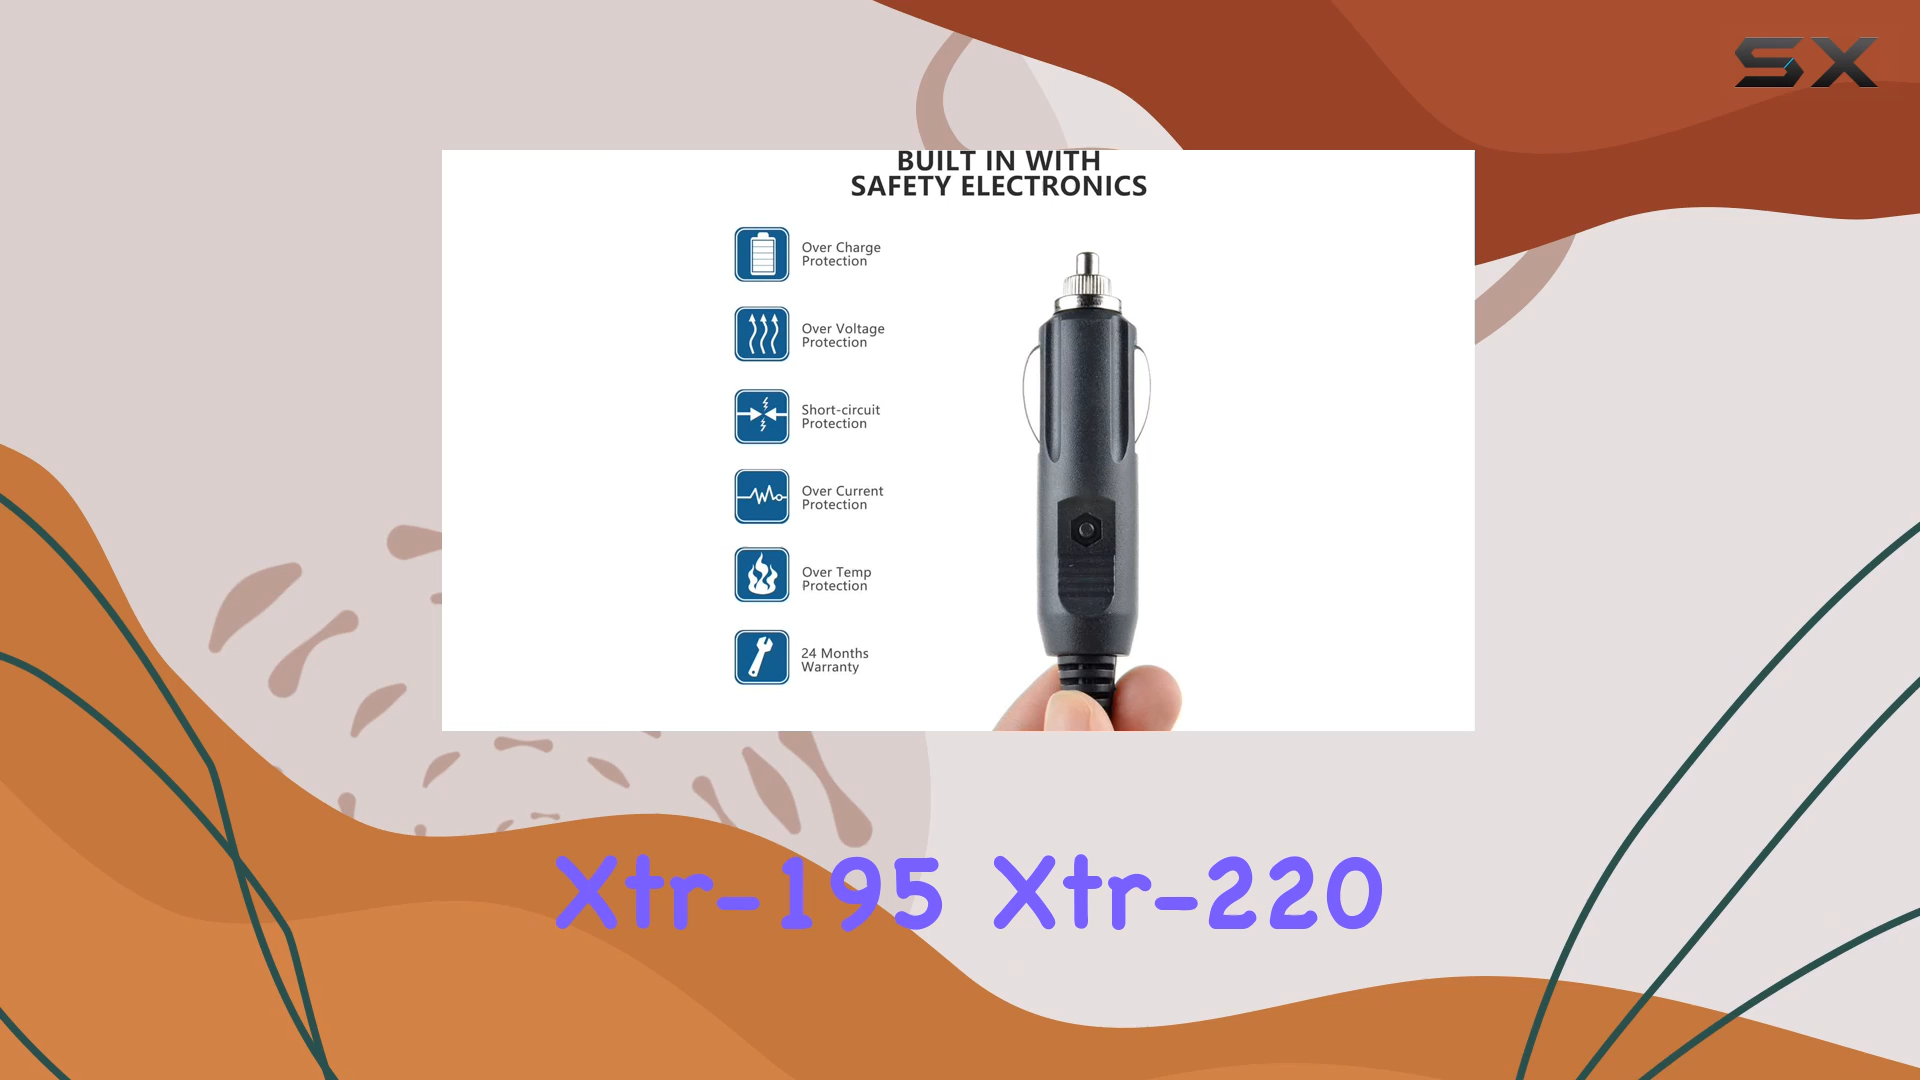 SX
BUILT IN WITH
SAFETY ELECTRONICS
Over Charge
Protection
Over Voltage
Protection
Short-circuit
Protection
Over Current
Protection
Over Temp
Protection
24 Months
Warranty
Xtr-195 Xtr-220